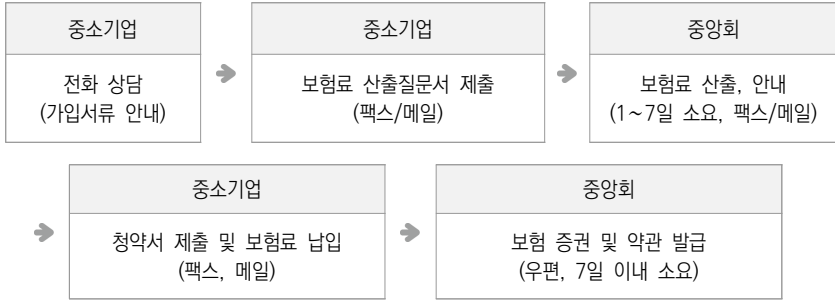 중소기업
전화 상담
(가입서류 안내)
중소기업
보험료 산출질문서 제출
(팩스/메일)
중앙회
보험료 산출, 안내
(1～7일 소요, 팩스/메일)
중소기업
청약서 제출 및 보험료 납입
(팩스, 메일)
중앙회
보험 증권 및 약관 발급
(우편, 7일 이내 소요)